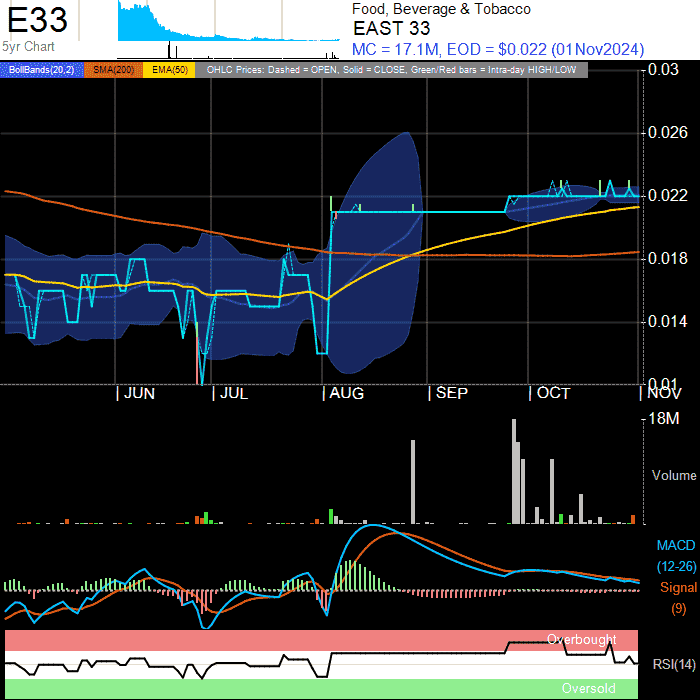 E33
5yr Chart
Food, Beverage & Tobacco
EAST 33
MC = 17.1M, EOD = $0.022 (01Nov2024)
BollBands(20,2) SMA(200) EMA(50) OHLC Prices: Dashed = OPEN, Solid = CLOSE, Green/Red bars = Intra-day HIGH/LOW
0.03
0.026
0.022
0.018
0.014
0.01
JUN JUL AUG SEP OCT NOV
18M
Volume
MACD
(12-26)
Signal
(9)
Overbought
RSI(14)
Oversold